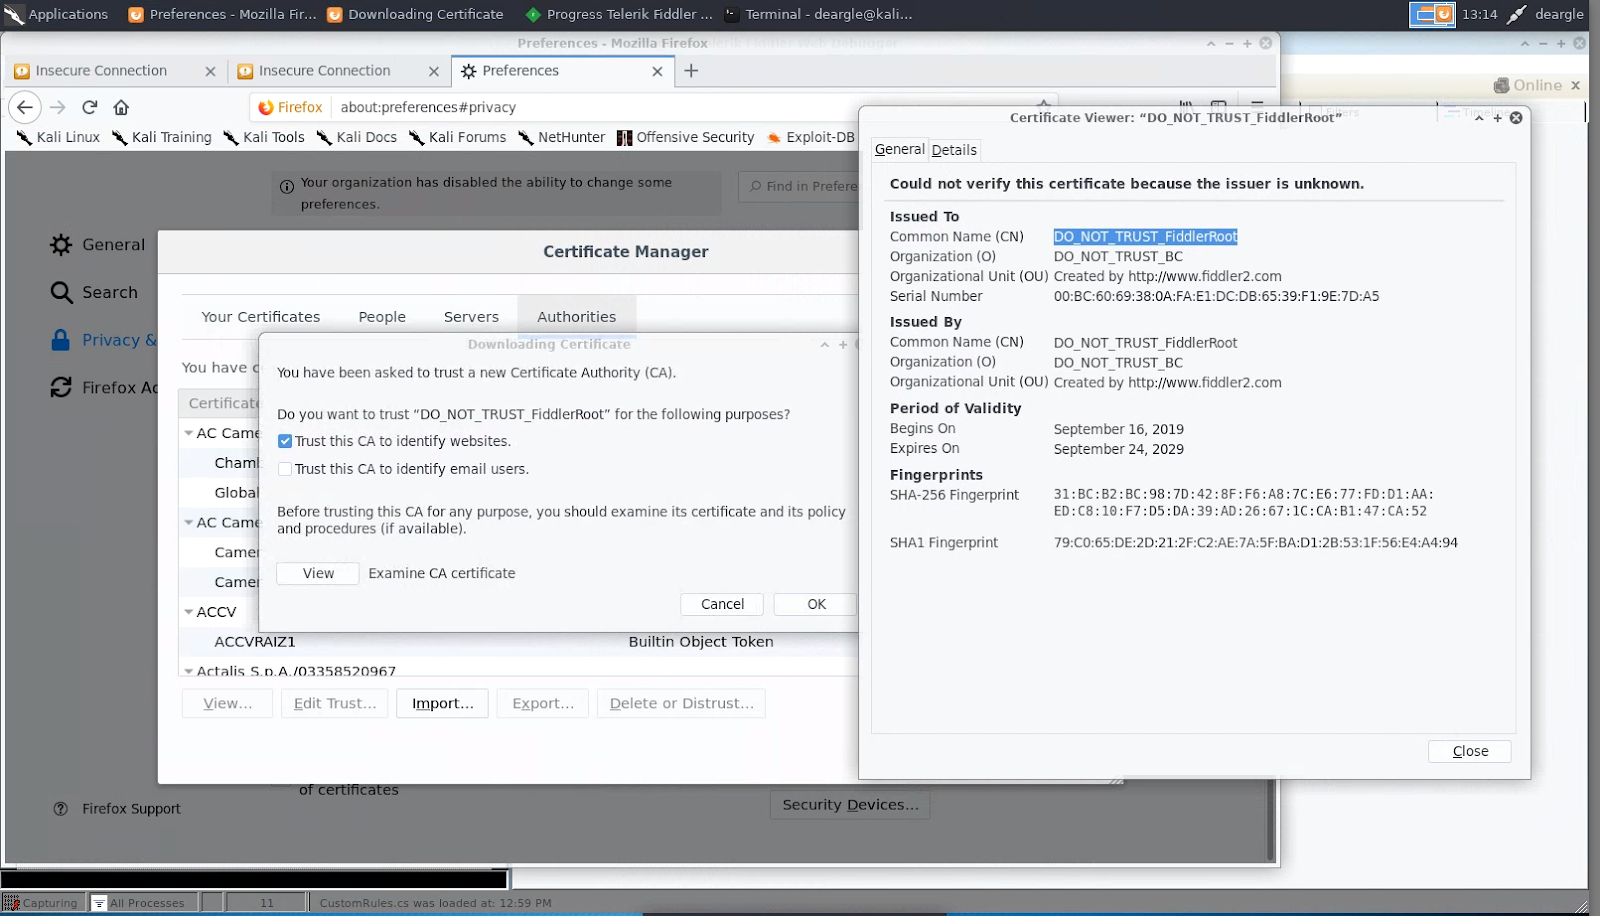 Applications
Preferences - Mozilla Fir...
Downloading Certificate
Progress Telerik Fiddler ...
Terminal - deargle@kali...
13:14
deargle
Preferences - Mozilla Firefox
Insecure Connection
Insecure Connection
Preferences
Firefox
about:preferences#privacy
Kali Linux
Kali Training
Kali Tools
Kali Docs
Kali Forums
NetHunter
Offensive Security
Exploit-DB
Online
Filters
Timeline
Your organization has disabled the ability to change some
preferences.
Find in Prefere
General
Search
Privacy &
Firefox Ad
Certificate Manager
Your Certificates
People
Servers
Authorities
You have c
Certificate
AC Came
Chamb
Global
AC Came
Camer
Camer
ACCV
ACCVRAIZ1
Builtin Object Token
Actalis S.p.A./03358520967
View...
Edit Trust...
Import...
Export...
Delete or Distrust...
Downloading Certificate
You have been asked to trust a new Certificate Authority (CA).
Do you want to trust “DO_NOT_TRUST_FiddlerRoot” for the following purposes?
Trust this CA to identify websites.
Trust this CA to identify email users.
Before trusting this CA for any purpose, you should examine its certificate and its policy
and procedures (if available).
View
Examine CA certificate
Cancel
OK
Certificate Viewer: “DO_NOT_TRUST_FiddlerRoot”
General
Details
Could not verify this certificate because the issuer is unknown.
Issued To
Common Name (CN) DO_NOT_TRUST_FiddlerRoot
Organization (O) DO_NOT_TRUST_BC
Organizational Unit (OU) Created by http://www.fiddler2.com
Serial Number 00:BC:60:69:38:0A:FA:E1:DC:DB:65:39:F1:9E:7D:A5
Issued By
Common Name (CN) DO_NOT_TRUST_FiddlerRoot
Organization (O) DO_NOT_TRUST_BC
Organizational Unit (OU) Created by http://www.fiddler2.com
Period of Validity
Begins On September 16, 2019
Expires On September 24, 2029
Fingerprints
SHA-256 Fingerprint 31:BC:B2:BC:98:7D:42:8F:F6:A8:7C:E6:77:FD:D1:AA:
ED:C8:10:F7:D5:DA:39:AD:26:67:1C:CA:B1:47:CA:52
SHA1 Fingerprint 79:C0:65:DE:2D:21:2F:C2:AE:7A:5F:BA:D1:2B:53:1F:56:E4:A4:94
Close
of certificates
Security Devices...
Firefox Support
Capturing
All Processes
11
CustomRules.cs was loaded at: 12:59 PM